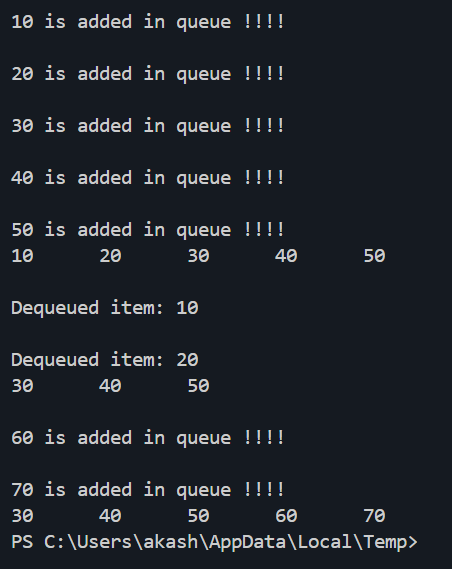 10 is added in queue !!!!
20 is added in queue !!!!
30 is added in queue !!!!
40 is added in queue !!!!
50 is added in queue !!!!
10      20      30      40      50
Dequeued item: 10
Dequeued item: 20
30      40      50
60 is added in queue !!!!
70 is added in queue !!!!
30      40      50      60      70
PS C:\Users\akash\AppData\Local\Temp>